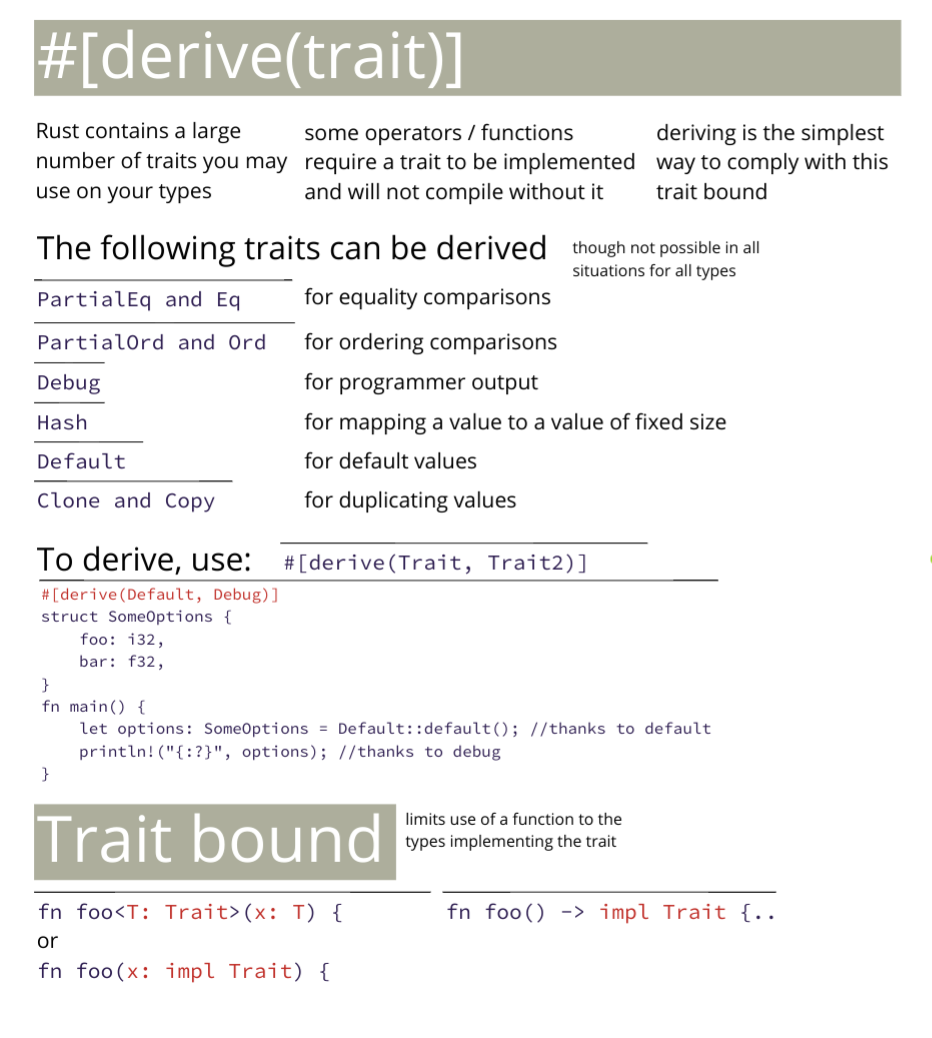 #[derive(trait)]
Rust contains a large
number of traits you may
use on your types
some operators / functions
require a trait to be implemented
and will not compile without it
deriving is the simplest
way to comply with this
trait bound
The following traits can be derived
though not possible in all
situations for all types
PartialEq and Eq
for equality comparisons
PartialOrd and Ord
for ordering comparisons
Debug
for programmer output
Hash
for mapping a value to a value of fixed size
Default
for default values
Clone and Copy
for duplicating values
To derive, use:
#[derive(Trait, Trait2)]
#[derive(Default, Debug)]
struct SomeOptions {
    foo: i32,
    bar: f32,
}
fn main() {
    let options: SomeOptions = Default::default(); //thanks to default
    println!("{:?}", options); //thanks to debug
}
Trait bound
limits use of a function to the
types implementing the trait
fn foo<T: Trait>(x: T) {
or
fn foo(x: impl Trait) {
fn foo() -> impl Trait {..